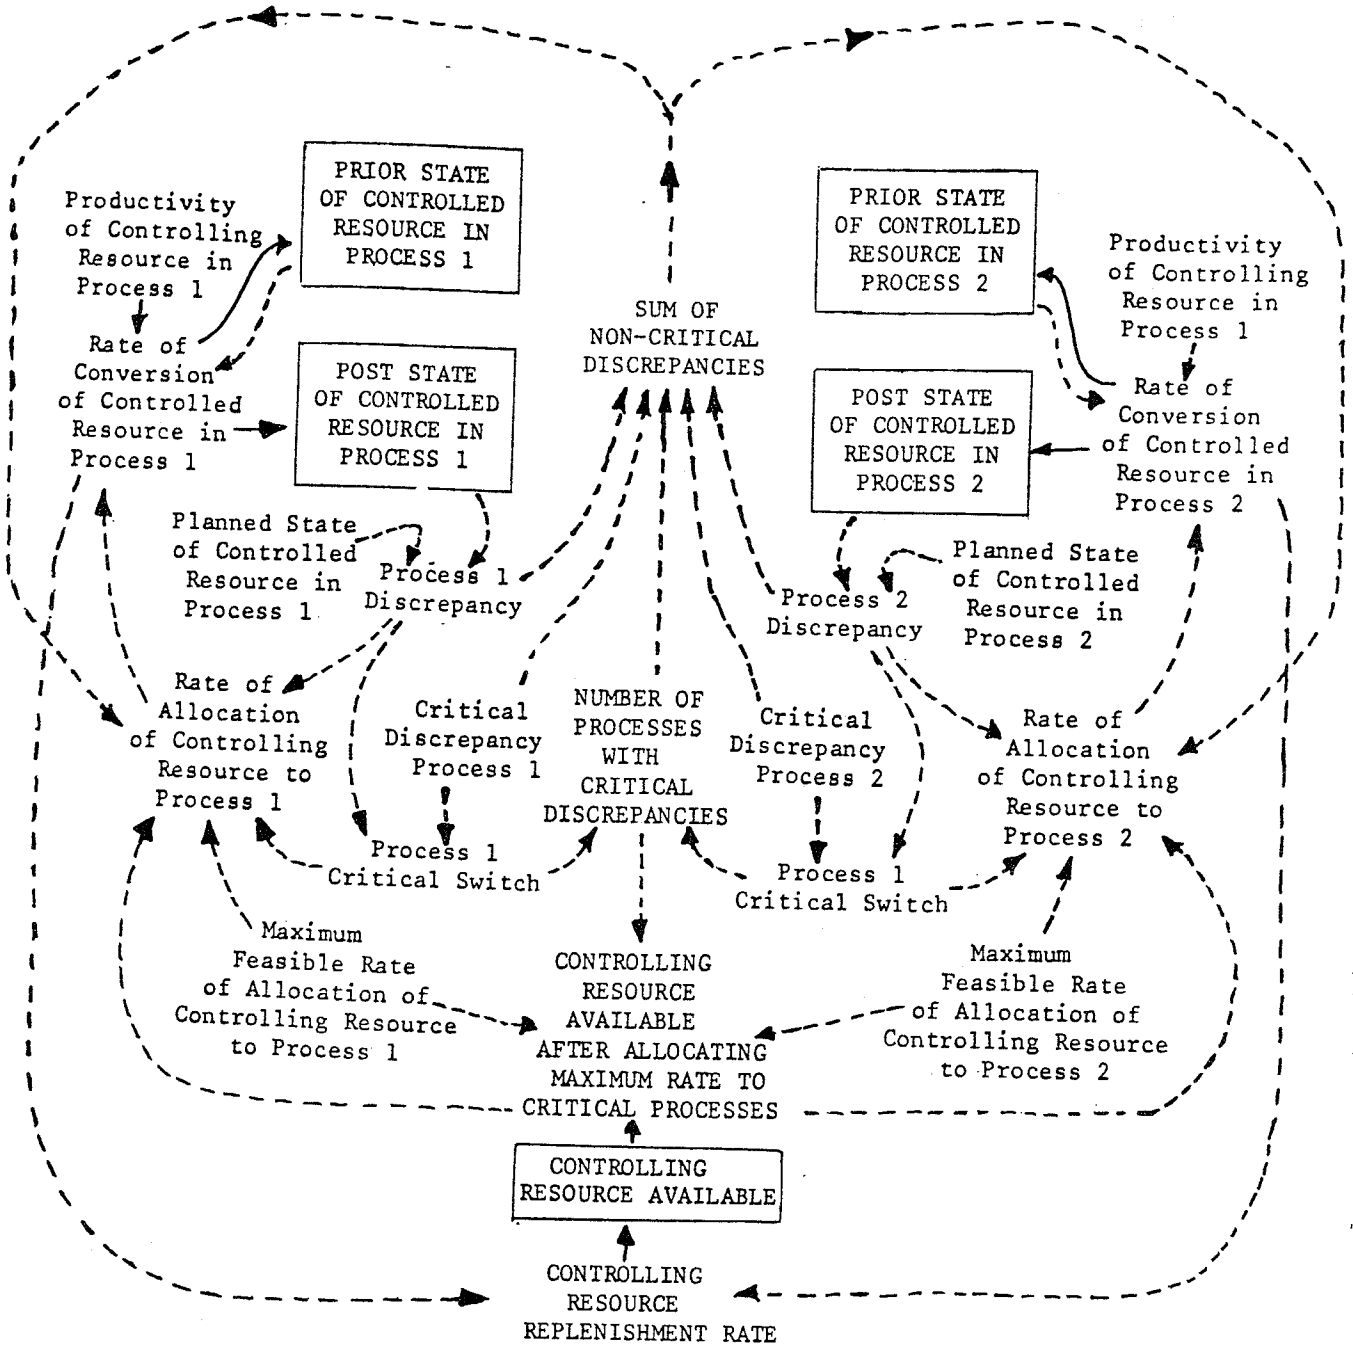 PRIOR STATE
OF CONTROLLED
RESOURCE IN
PROCESS 1
PRIOR STATE
OF CONTROLLED
RESOURCE IN
PROCESS 2
Productivity
of Controlling
Resource in
Process 1
Productivity
of Controlling
Resource in
Process 1
SUM OF
NON-CRITICAL
DISCREPANCIES
Rate of
Conversion
of Controlled
Resource in
Process 1
POST STATE
OF CONTROLLED
RESOURCE IN
PROCESS 1
POST STATE
OF CONTROLLED
RESOURCE IN
PROCESS 2
Rate of
Conversion
of Controlled
Resource in
Process 2
Planned State
of Controlled
Resource in
Process 1
Process 1
Discrepancy
Process 2
Discrepancy
Planned State
of Controlled
Resource in
Process 2
Rate of
Allocation
of Controlling
Resource to
Process 1
Critical
Discrepancy
Process 1
NUMBER OF
PROCESSES
WITH
CRITICAL
DISCREPANCIES
Critical
Discrepancy
Process 2
Rate of
Allocation
of Controlling
Resource to
Process 2
Process 1
Critical Switch
Process 1
Critical Switch
Maximum
Feasible Rate
of Allocation of
Controlling Resource
to Process 1
CONTROLLING
RESOURCE
AVAILABLE
AFTER ALLOCATING
MAXIMUM RATE TO
CRITICAL PROCESSES
Maximum
Feasible Rate
of Allocation of
Controlling Resource
to Process 2
CONTROLLING
RESOURCE AVAILABLE
CONTROLLING
RESOURCE
REPLENISHMENT RATE